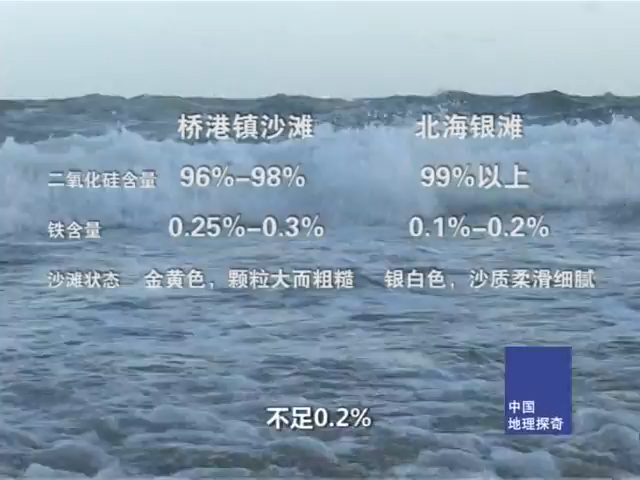 桥港镇沙滩 北海银滩
二氧化硅含量 96%-98% 99%以上
铁含量 0.25%-0.3% 0.1%-0.2%
沙滩状态 金黄色，颗粒大而粗糙 银白色，沙质柔滑细腻
中国
地理探奇
不足0.2%